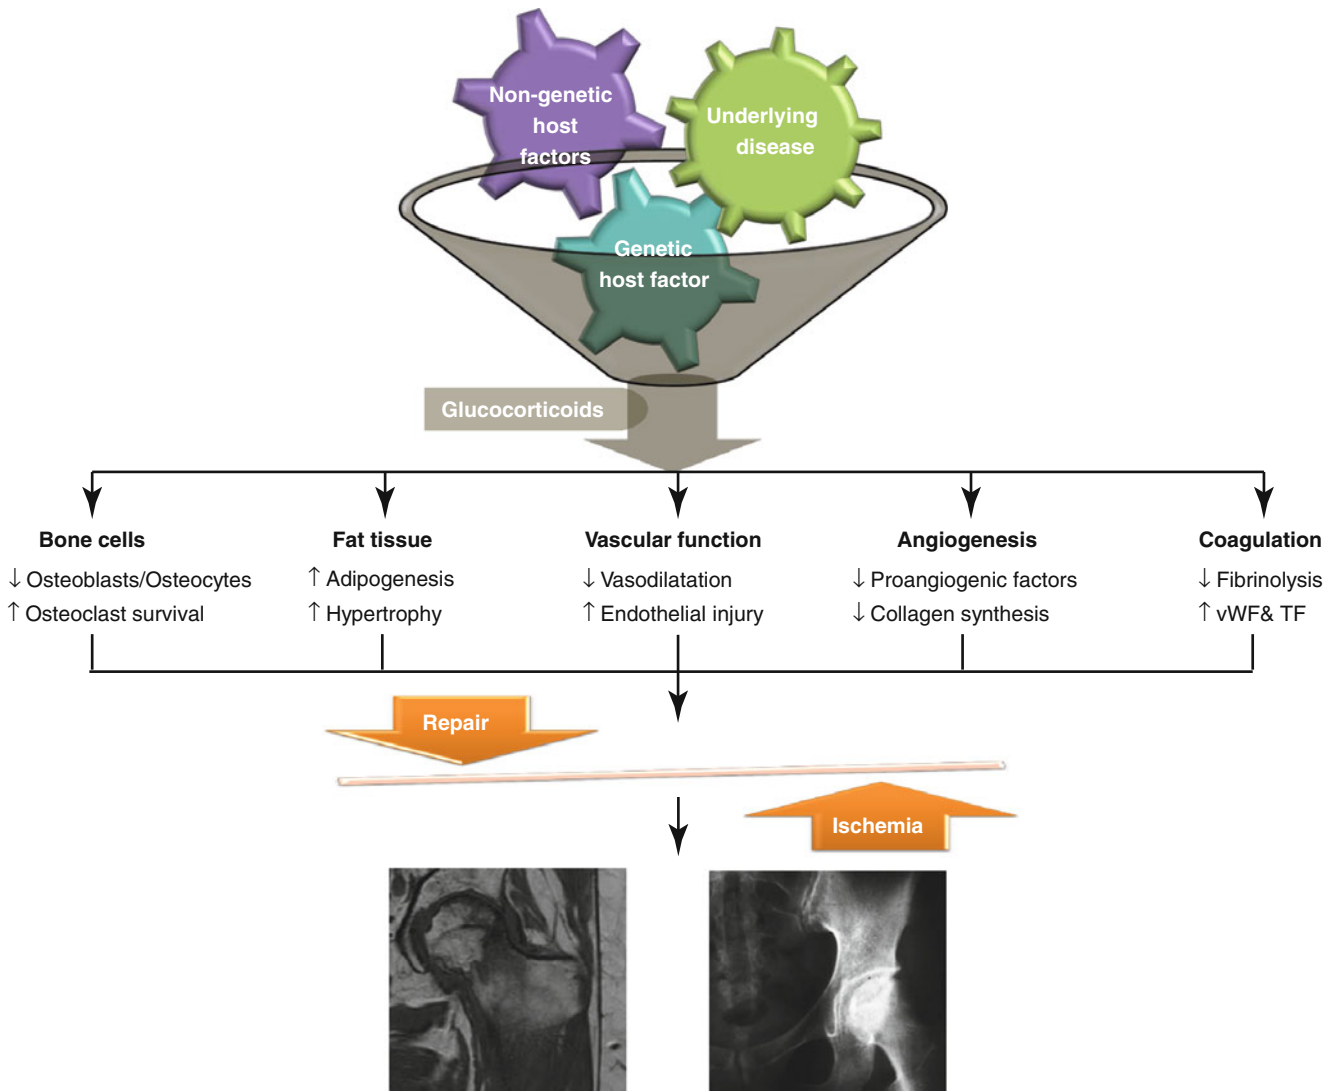 Non-genetic
host
factors
Underlying
disease
Genetic
host factor
Glucocorticoids
Bone cells
↓ Osteoblasts/Osteocytes
↑ Osteoclast survival
Fat tissue
↑ Adipogenesis
↑ Hypertrophy
Vascular function
↓ Vasodilatation
↑ Endothelial injury
Angiogenesis
↓ Proangiogenic factors
↓ Collagen synthesis
Coagulation
↓ Fibrinolysis
↑ vWF& TF
Repair
Ischemia